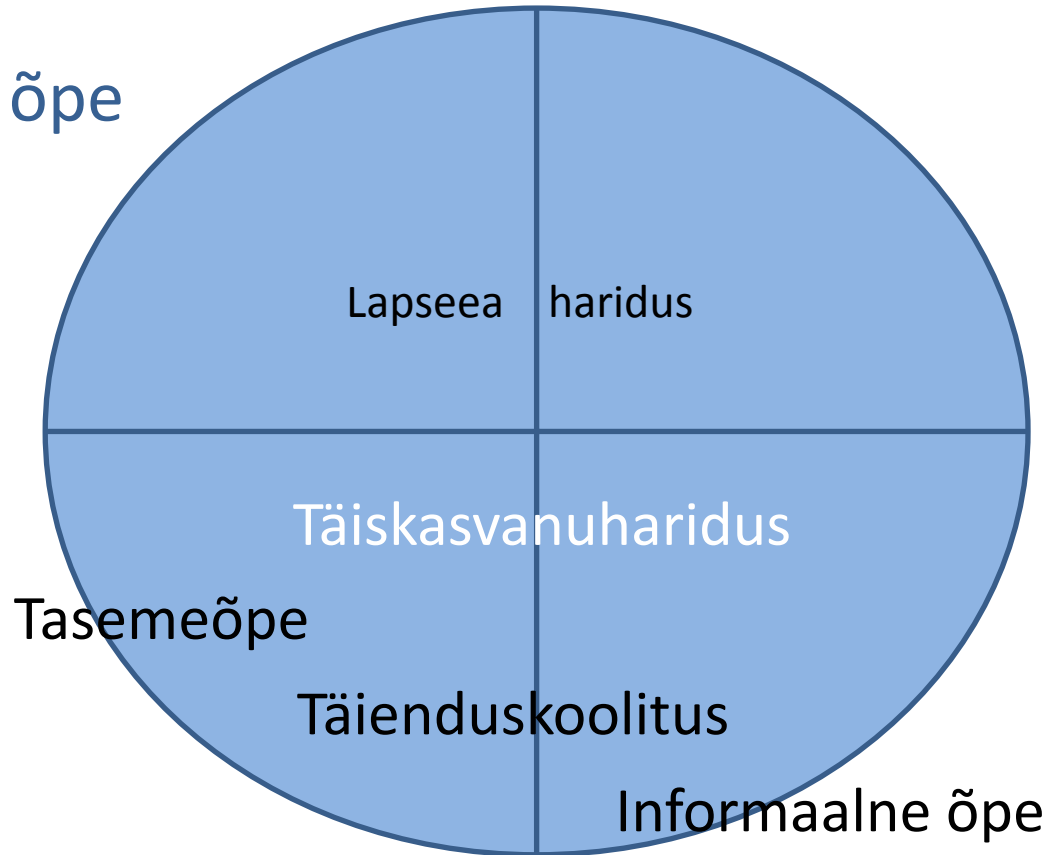 õpe
Lapseea haridus
Täiskasvanuharidus
Tasemeõpe
Täienduskoolitus
Informaalne õpe